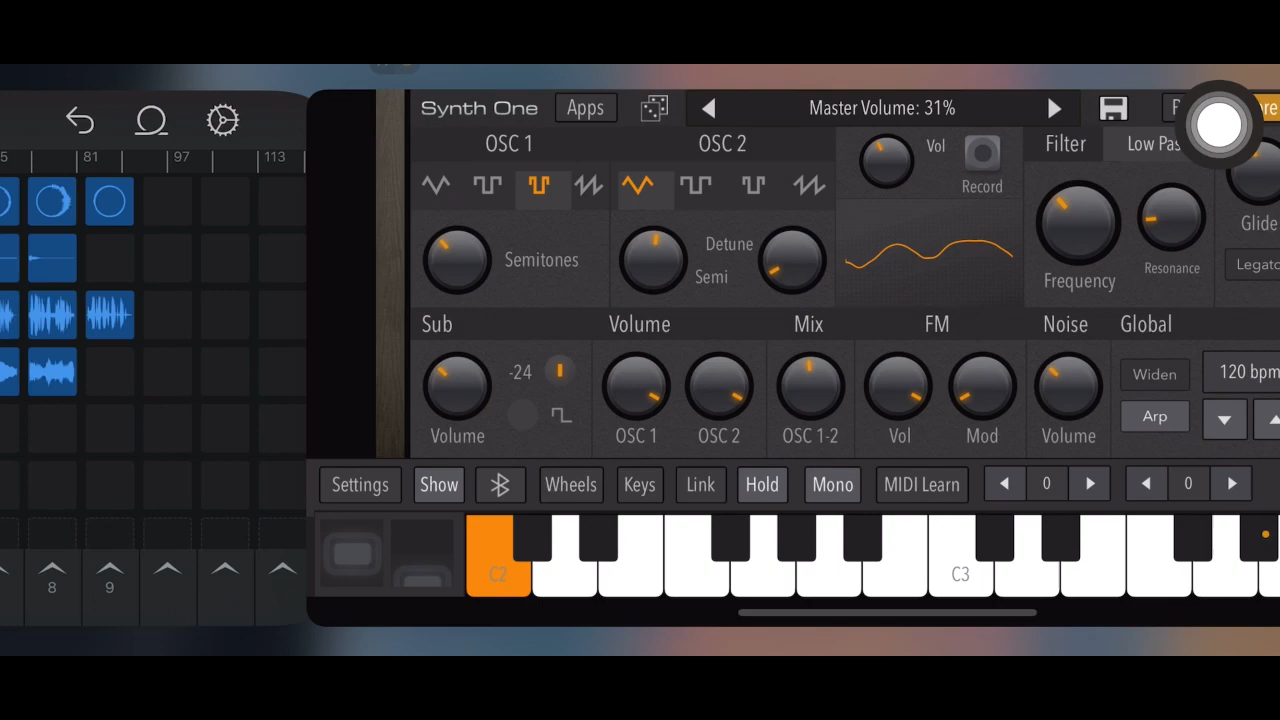 Synth One Apps Master Volume: 31%
OSC 1 OSC 2 Vol Filter Low Pas
Record
5 81 97 113
Semitones Detune Semi Frequency Resonance Glide
Legato
Sub Volume Mix FM Noise Global
-24 Widen 120 bpm
Arp
Volume OSC 1 OSC 2 OSC 1-2 Vol Mod Volume
Settings Show Wheels Keys Link Hold Mono MIDI Learn 0 0
C2 C3
8 9